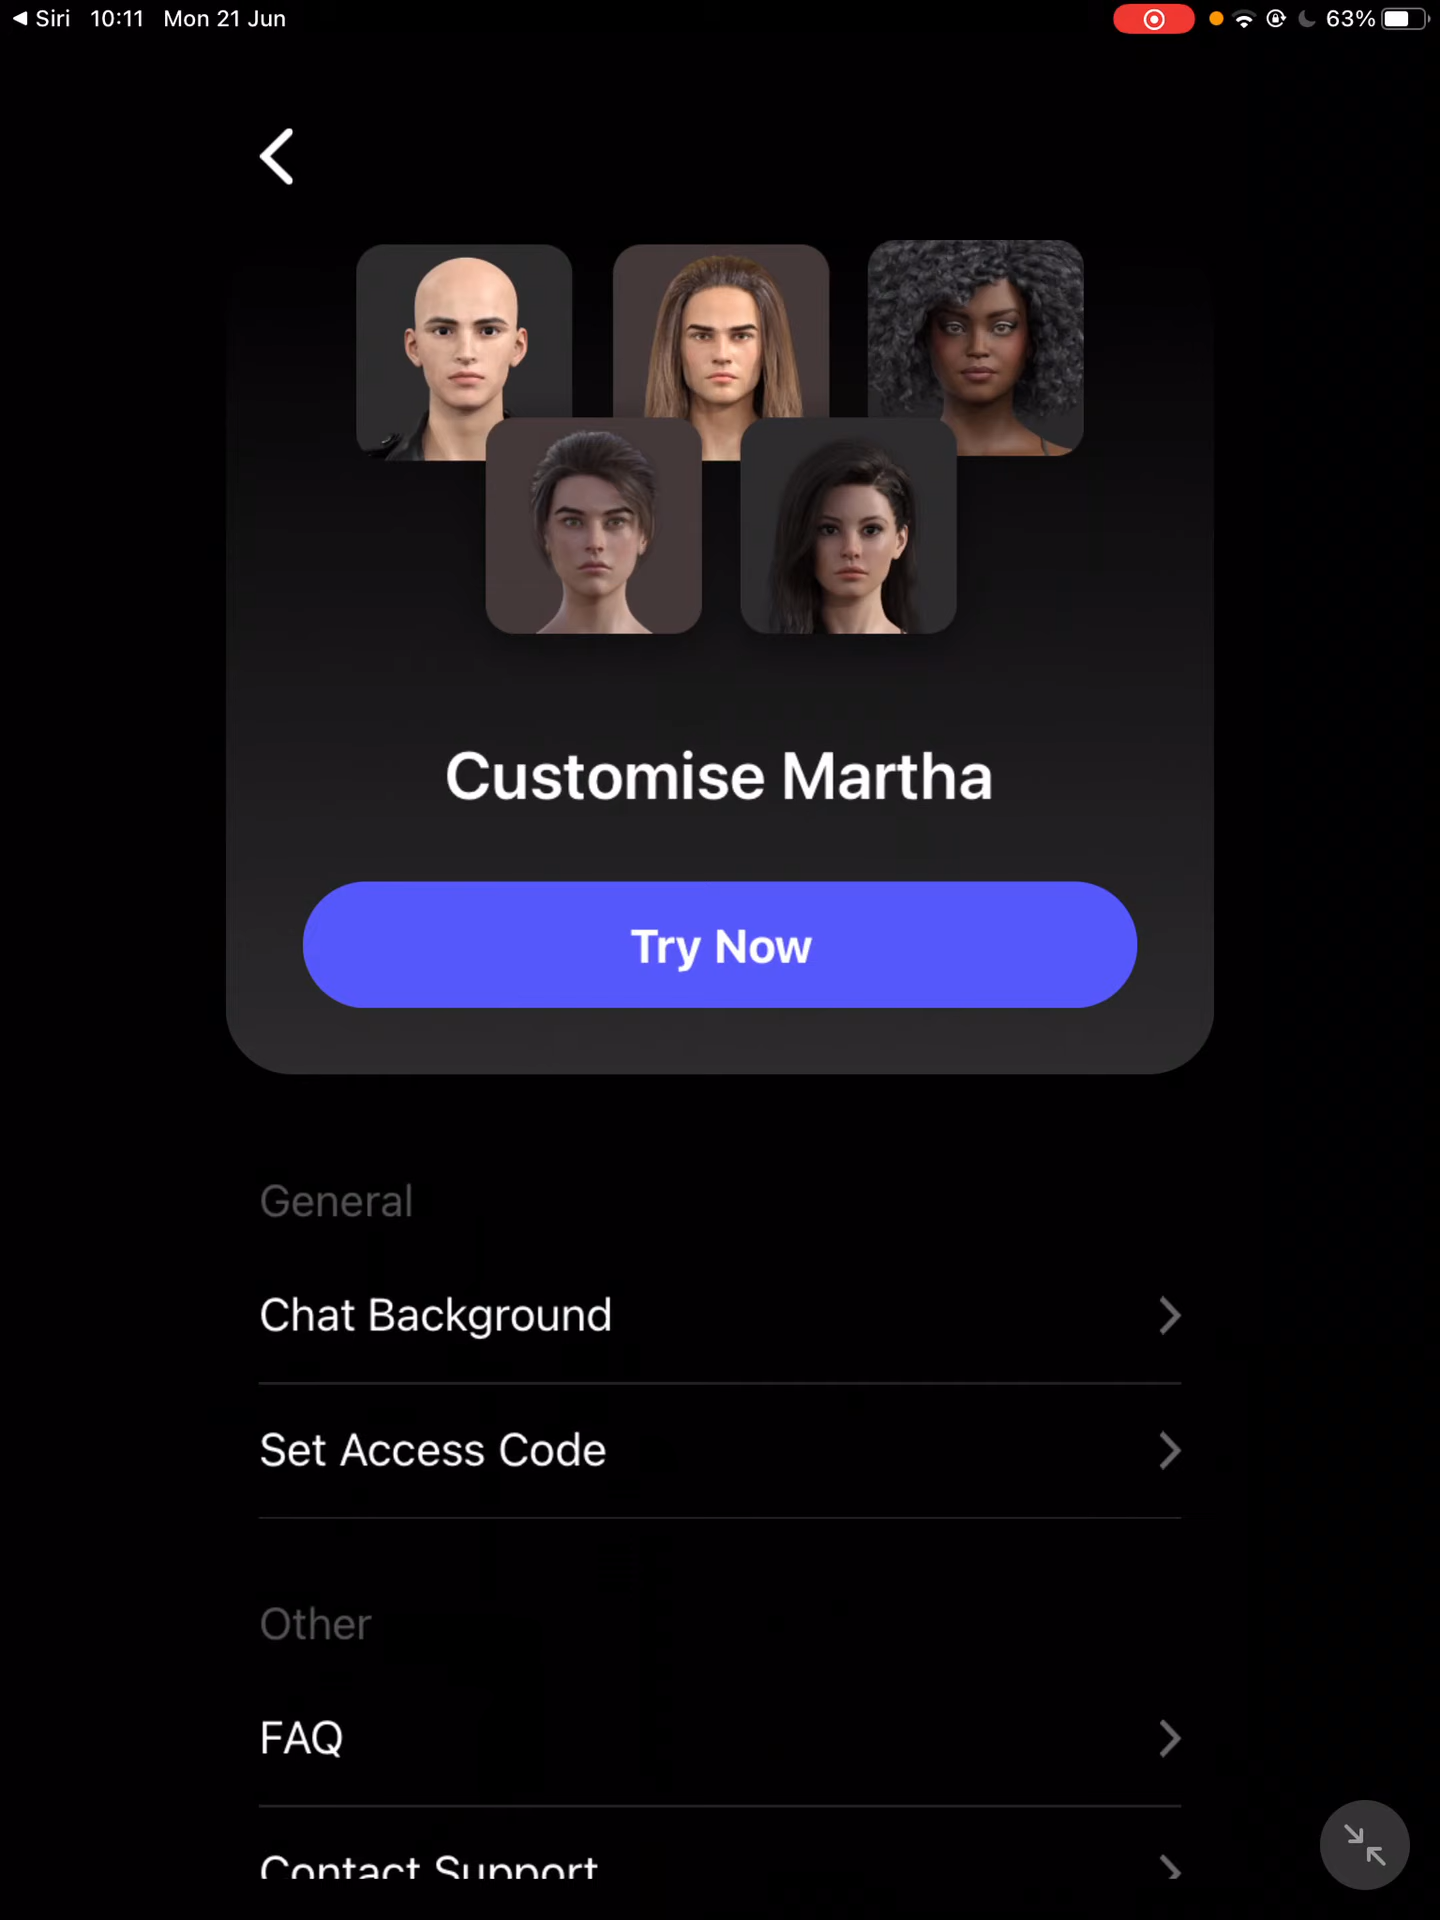 Siri 10:11 Mon 21 Jun 63%
Customise Martha
Try Now
General
Chat Background
Set Access Code
Other
FAQ
Contact Support